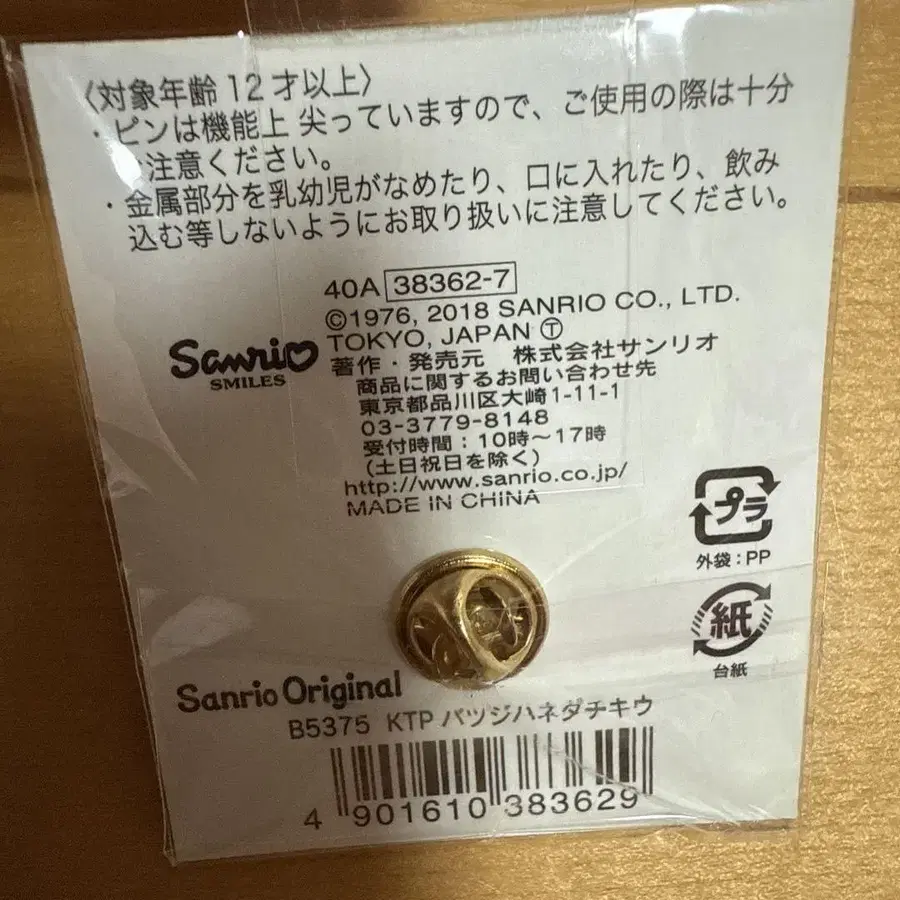 〈対象年齢12才以上〉
・ピンは機能上 尖っていますので、ご使用の際は十分
ご注意ください。
・金属部分を乳幼児がなめたり、口に入れたり、飲み
込む等しないようにお取り扱いに注意してください。
40A 38362-7
©1976, 2018 SANRIO CO., LTD.
TOKYO, JAPAN Ⓣ
Sanrio
SMILES
著作・発売元 株式会社サンリオ
商品に関するお問い合わせ先
東京都品川区大崎1-11-1
03-3779-8148
受付時間：10時〜17時
(土日祝日を除く)
http://www.sanrio.co.jp/
MADE IN CHINA
プラ
外袋：PP
紙
台紙
Sanrio Original
B5375 KTP バツジハネダチキウ
4 901610 383629